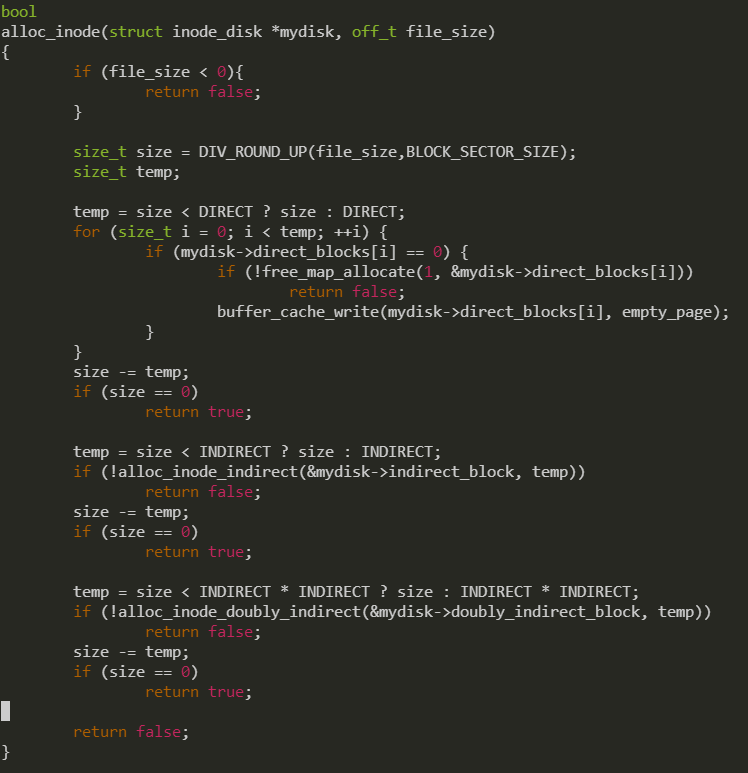 bool
alloc_inode(struct inode_disk *mydisk, off_t file_size)
{
        if (file_size < 0){
                return false;
        }

        size_t size = DIV_ROUND_UP(file_size,BLOCK_SECTOR_SIZE);
        size_t temp;

        temp = size < DIRECT ? size : DIRECT;
        for (size_t i = 0; i < temp; ++i) {
                if (mydisk->direct_blocks[i] == 0) {
                        if (!free_map_allocate(1, &mydisk->direct_blocks[i]))
                                return false;
                        buffer_cache_write(mydisk->direct_blocks[i], empty_page);
                }
        }
        size -= temp;
        if (size == 0)
                return true;

        temp = size < INDIRECT ? size : INDIRECT;
        if (!alloc_inode_indirect(&mydisk->indirect_block, temp))
                return false;
        size -= temp;
        if (size == 0)
                return true;

        temp = size < INDIRECT * INDIRECT ? size : INDIRECT * INDIRECT;
        if (!alloc_inode_doubly_indirect(&mydisk->doubly_indirect_block, temp))
                return false;
        size -= temp;
        if (size == 0)
                return true;

        return false;
}